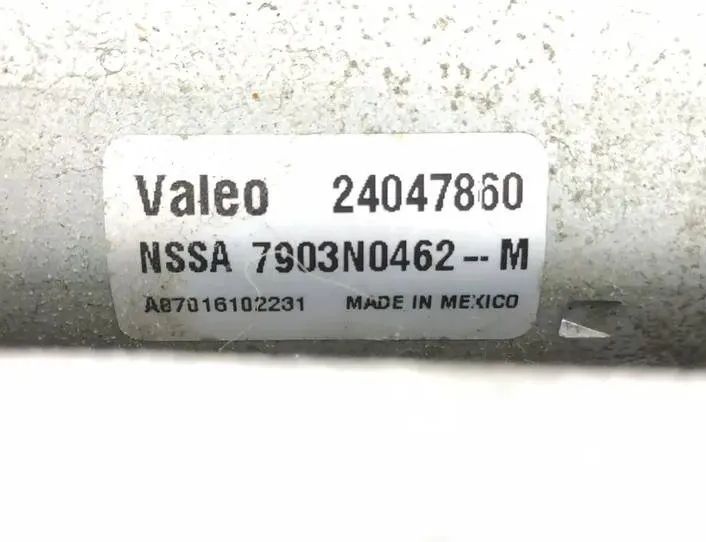 Valeo 24047860
NSSA 7903N0462--M
A87016102231 MADE IN MEXICO